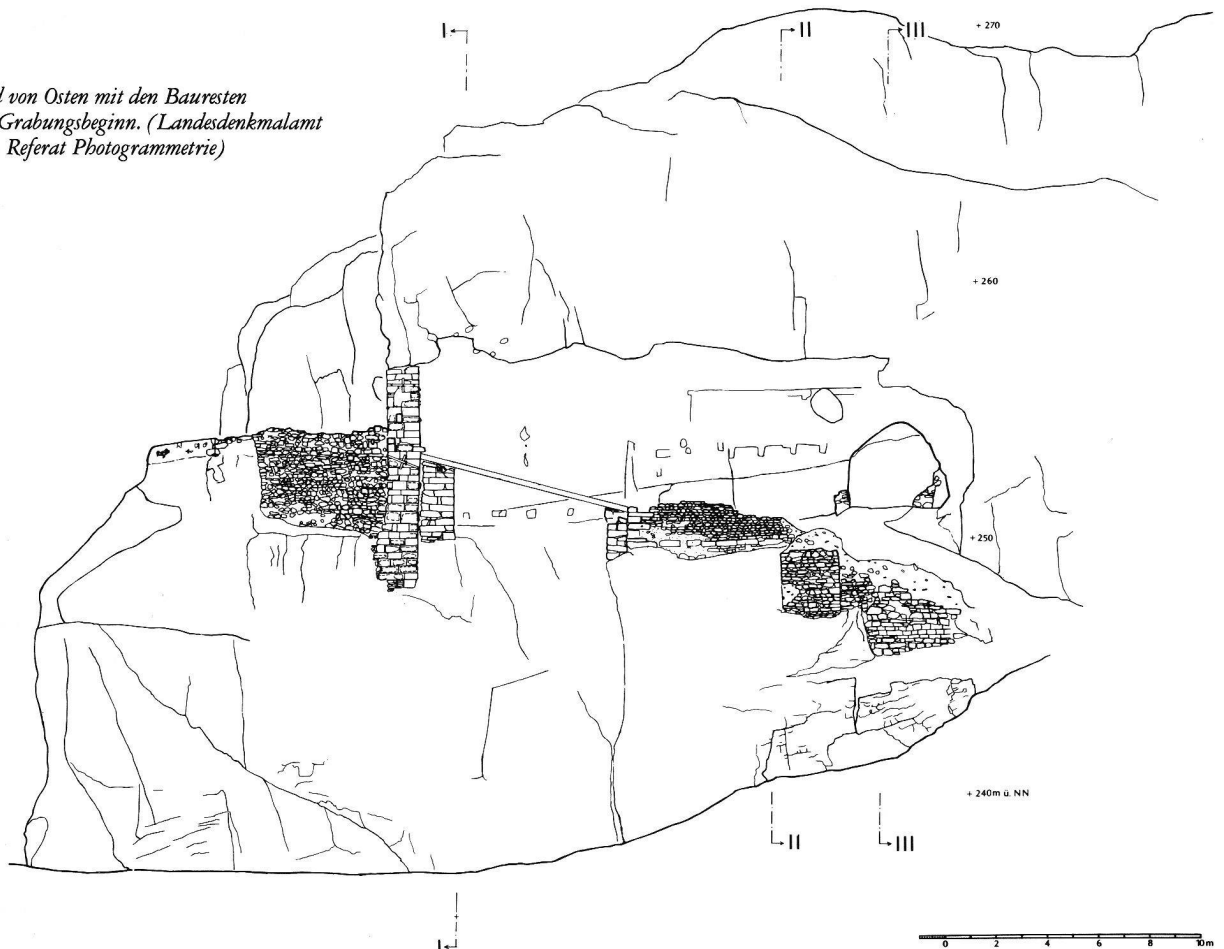 l von Osten mit den Bauresten
Grabungsbeginn. (Landesdenkmalamt
Referat Photogrammetrie)
I II III
+ 270
+ 260
+ 250
+ 240m ü. NN
II III
I
0 2 4 6 8 10m